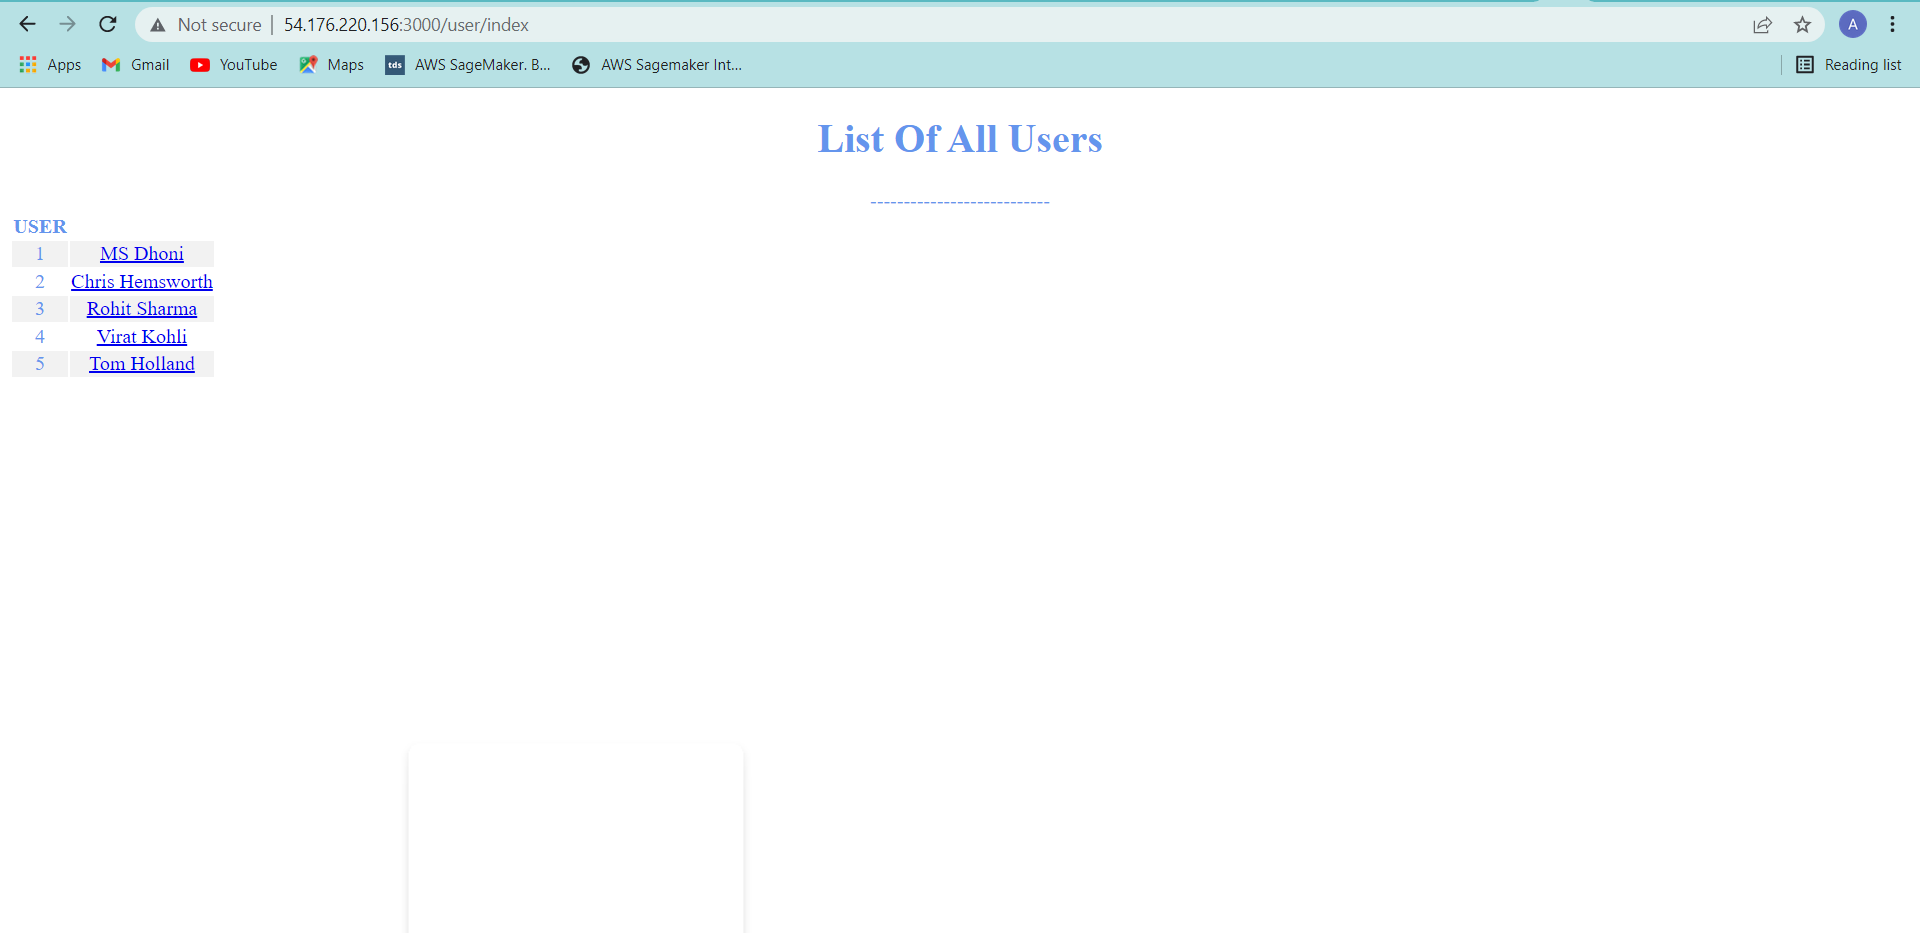 Not secure | 54.176.220.156:3000/user/index A
Apps Gmail YouTube Maps tds AWS SageMaker. B... AWS Sagemaker Int... Reading list
List Of All Users
---------------------------
USER
1 MS Dhoni
2 Chris Hemsworth
3 Rohit Sharma
4 Virat Kohli
5 Tom Holland